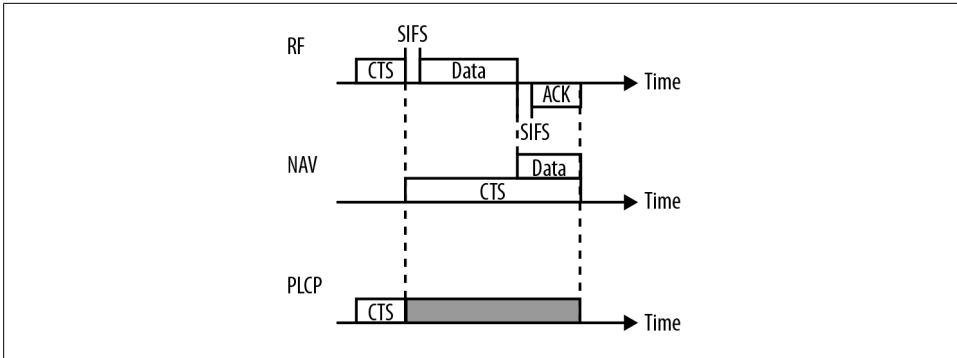 SIFS
RF
CTS
Data
Time
ACK
SIFS
NAV
Data
CTS
Time
PLCP
CTS
Time